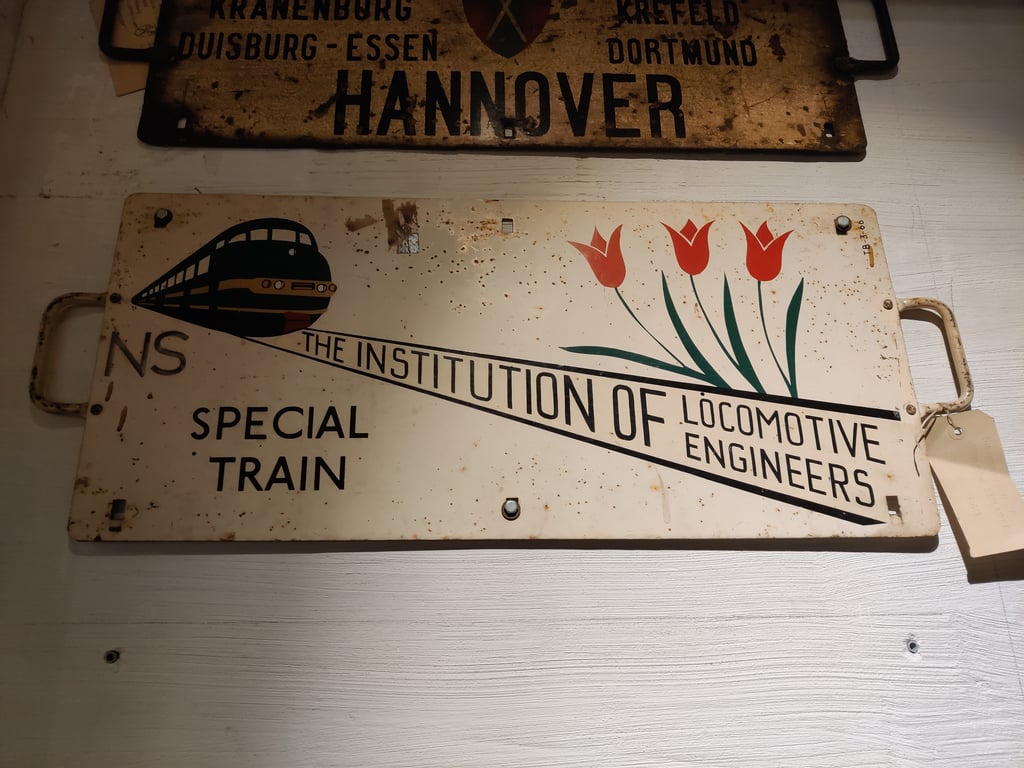 KRANENBURG KREFELD
DUISBURG - ESSEN DORTMUND
HANNOVER
NS
THE INSTITUTION OF LOCOMOTIVE
ENGINEERS
SPECIAL
TRAIN